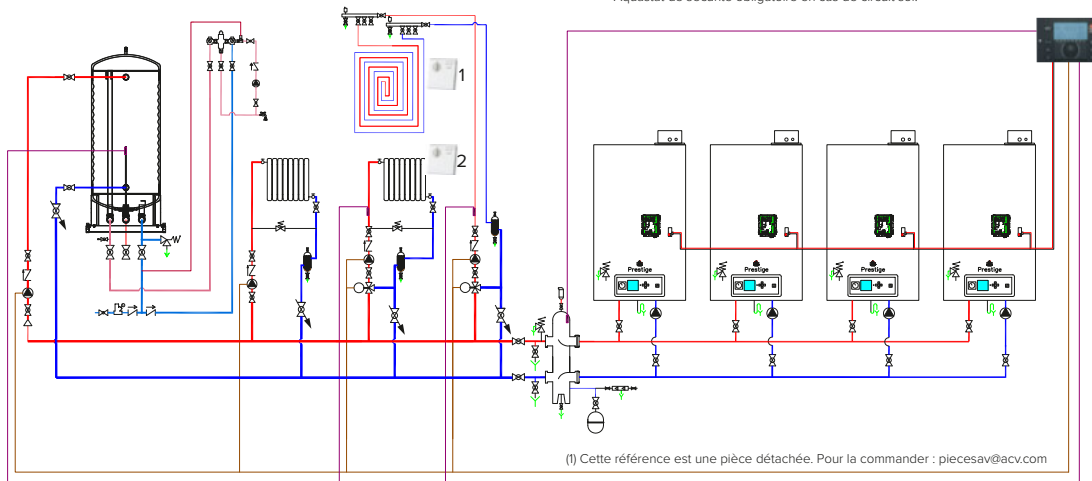 Aquastat de sécurité obligatoire en cas de circuit sol.
1
2
Prestige
Prestige
Prestige
Prestige
(1) Cette référence est une pièce détachée. Pour la commander : piecesav@acv.com